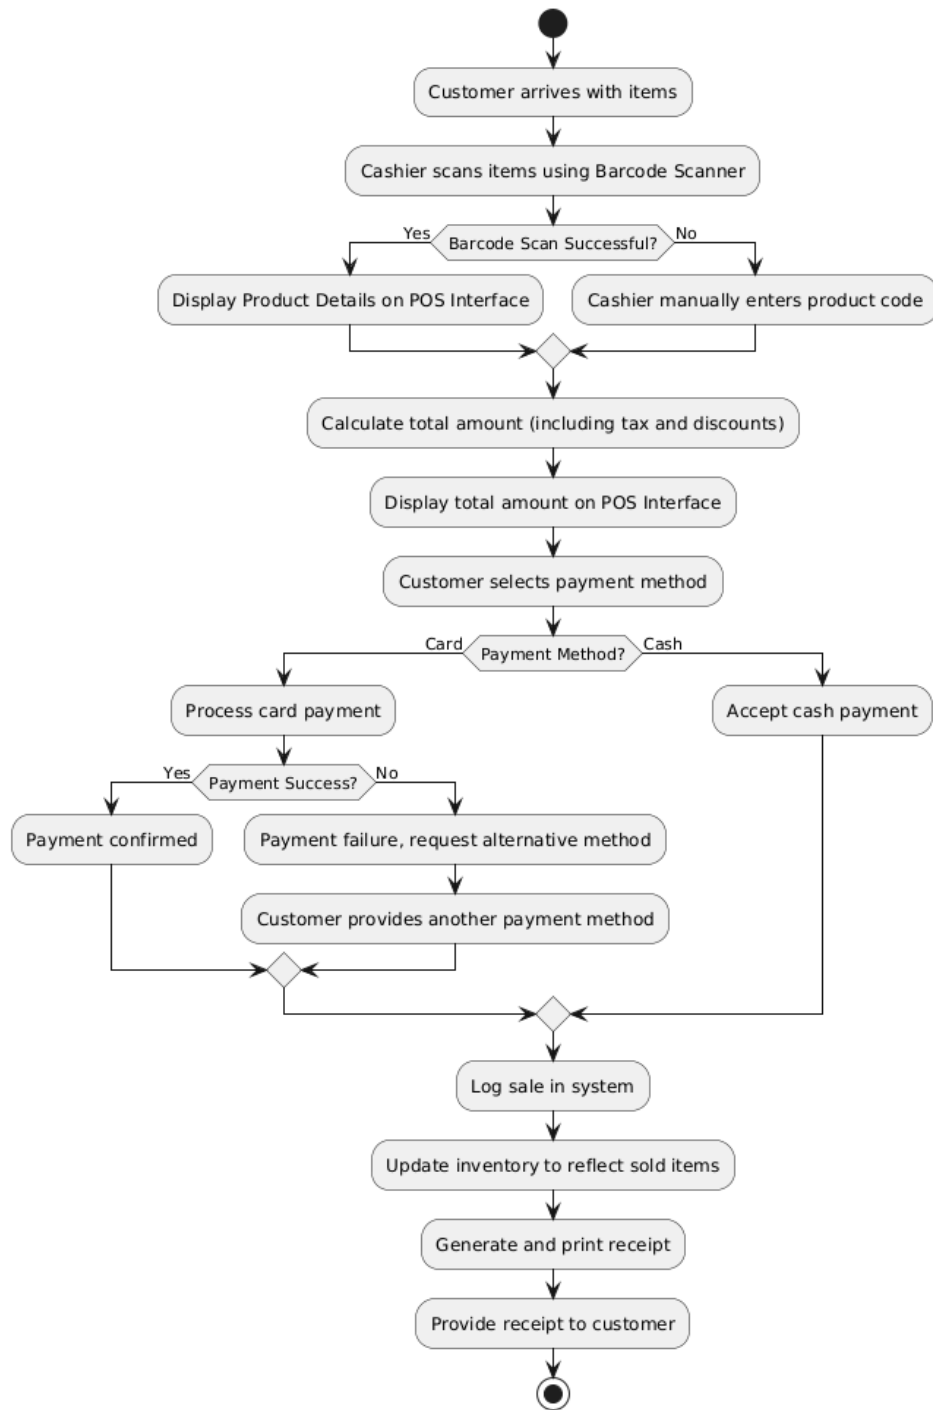 Customer arrives with items
Cashier scans items using Barcode Scanner
Yes
Barcode Scan Successful?
No
Display Product Details on POS Interface
Cashier manually enters product code
Calculate total amount (including tax and discounts)
Display total amount on POS Interface
Customer selects payment method
Card
Payment Method?
Cash
Process card payment
Accept cash payment
Yes
Payment Success?
No
Payment confirmed
Payment failure, request alternative method
Customer provides another payment method
Log sale in system
Update inventory to reflect sold items
Generate and print receipt
Provide receipt to customer